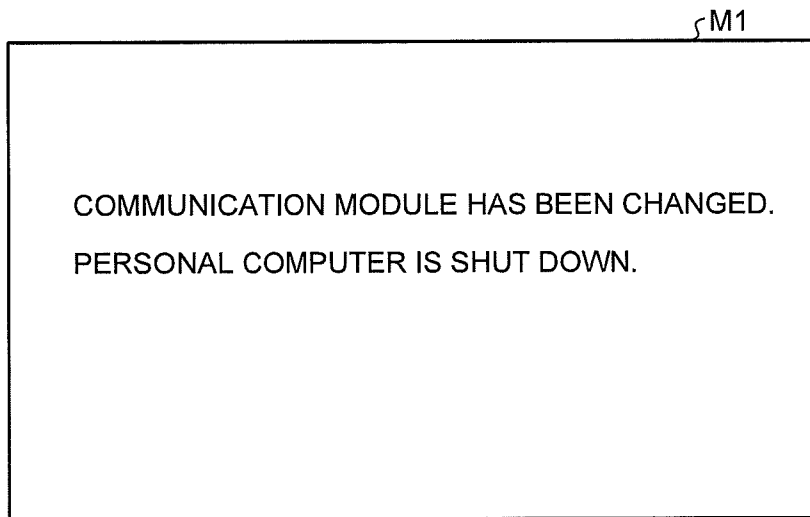 M1
COMMUNICATION MODULE HAS BEEN CHANGED.
PERSONAL COMPUTER IS SHUT DOWN.